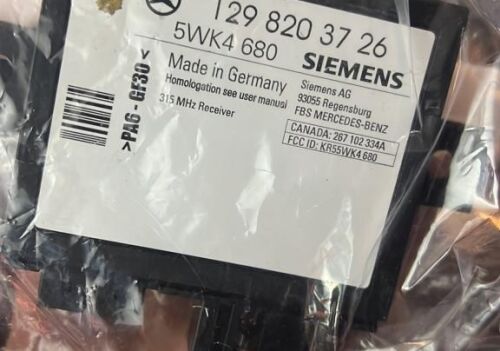 129 820 37 26
5WK4 680
SIEMENS
Made in Germany
Homologation see user manual
315 MHz Receiver
Siemens AG
93055 Regensburg
FBS MERCEDES-BENZ
CANADA: 267 102 334A
FCC ID: KR55WK4 680
>PA6 - GF30<